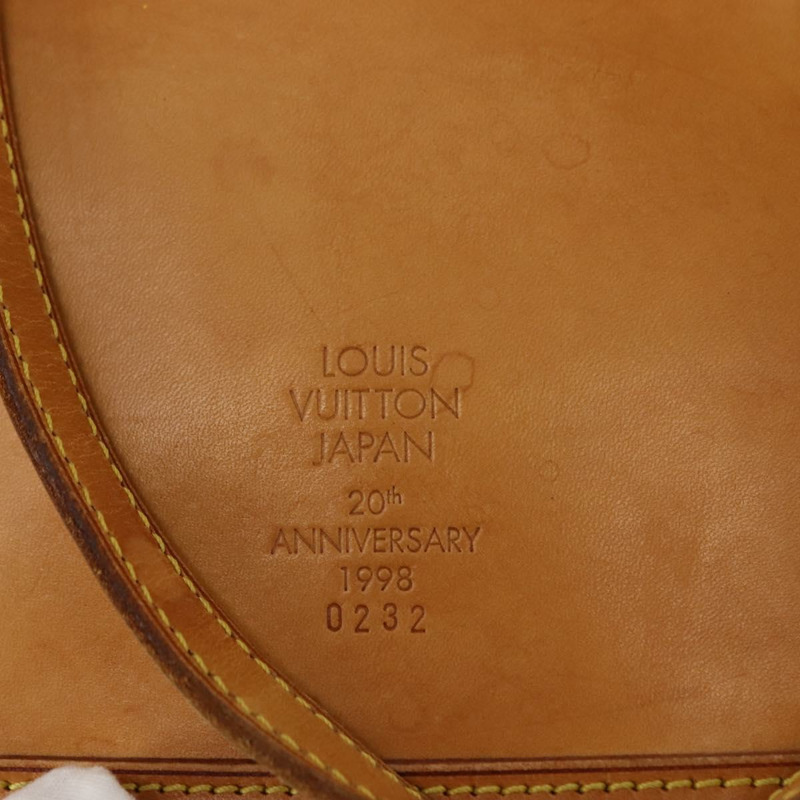 LOUIS
VUITTON
JAPAN
20th
ANNIVERSARY
1998
0232